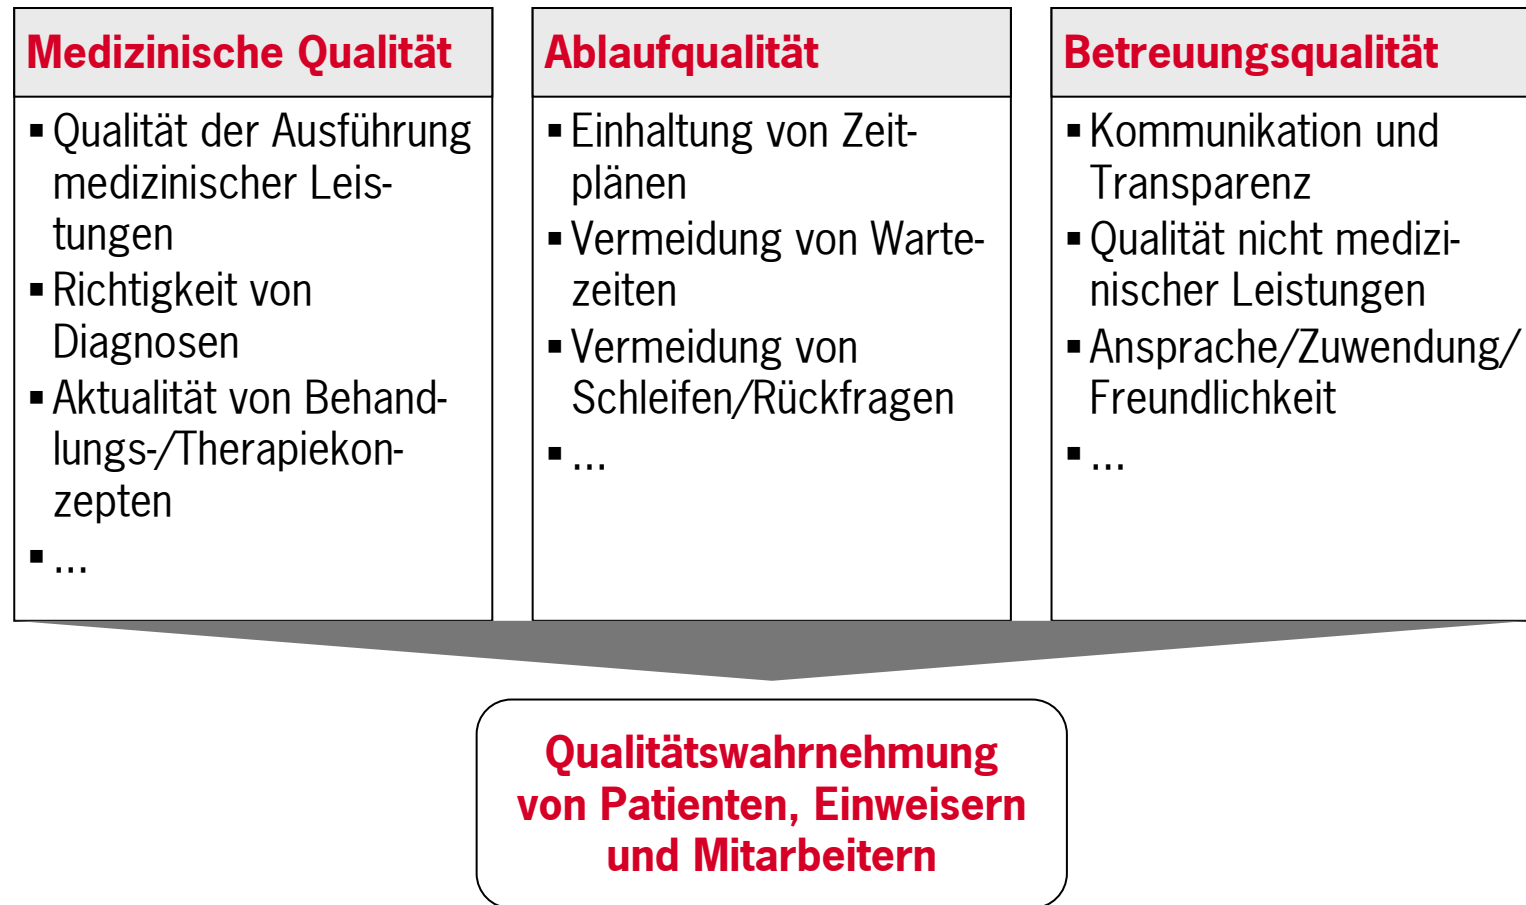 Medizinische Qualität
▪ Qualität der Ausführung
medizinischer Leis-
tungen
▪ Richtigkeit von
Diagnosen
▪ Aktualität von Behand-
lungs-/Therapiekon-
zepten
▪ ...
Ablaufqualität
▪ Einhaltung von Zeit-
plänen
▪ Vermeidung von Warte-
zeiten
▪ Vermeidung von
Schleifen/Rückfragen
▪ ...
Betreuungsqualität
▪ Kommunikation und
Transparenz
▪ Qualität nicht medizi-
nischer Leistungen
▪ Ansprache/Zuwendung/
Freundlichkeit
▪ ...
Qualitätswahrnehmung
von Patienten, Einweisern
und Mitarbeitern